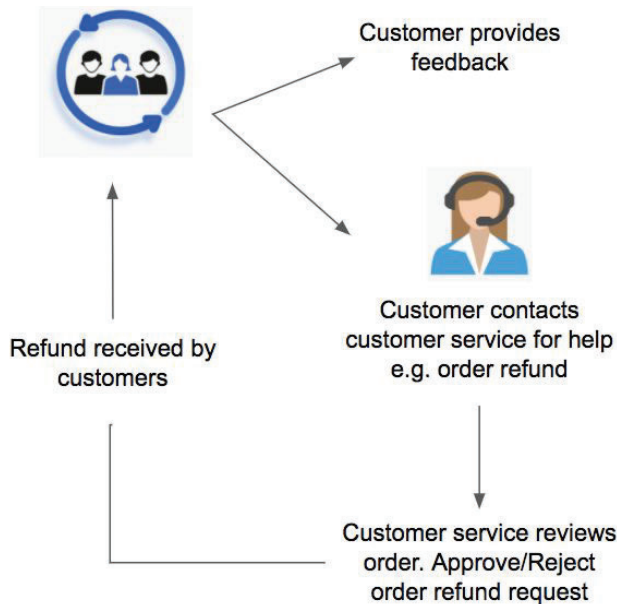 Customer provides
feedback
Customer contacts
customer service for help
e.g. order refund
Refund received by
customers
Customer service reviews
order. Approve/Reject
order refund request